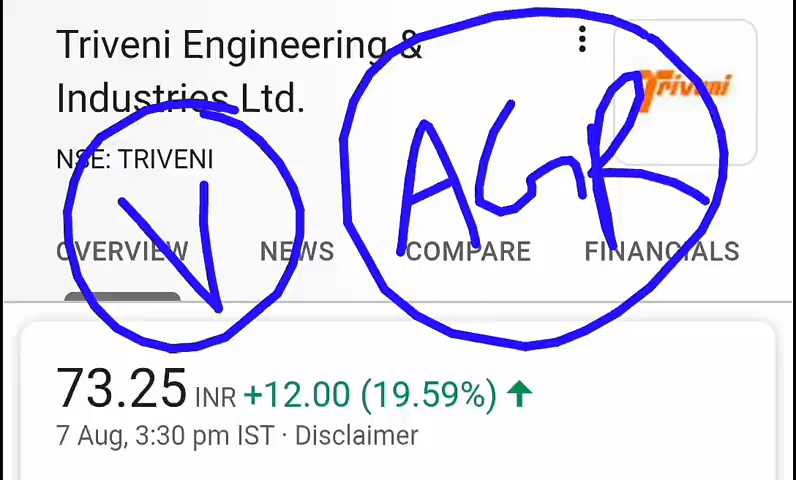 Triveni Engineering &
Industries Ltd.
Triveni
NSE: TRIVENI
V
AGR
OVERVIEW NEWS COMPARE FINANCIALS
73.25 INR +12.00 (19.59%) ↑
7 Aug, 3:30 pm IST · Disclaimer